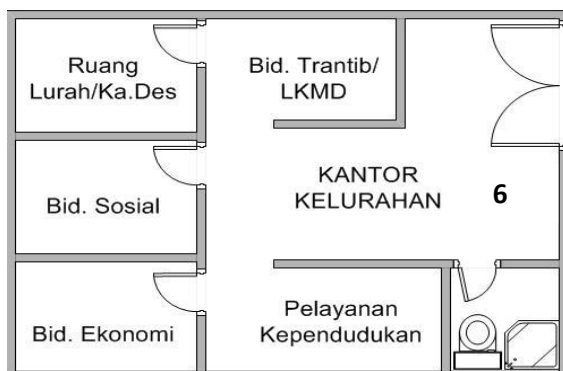 Ruang
Lurah/Ka.Des
Bid. Trantib/
LKMD
Bid. Sosial
KANTOR
KELURAHAN
6
Bid. Ekonomi
Pelayanan
Kependudukan